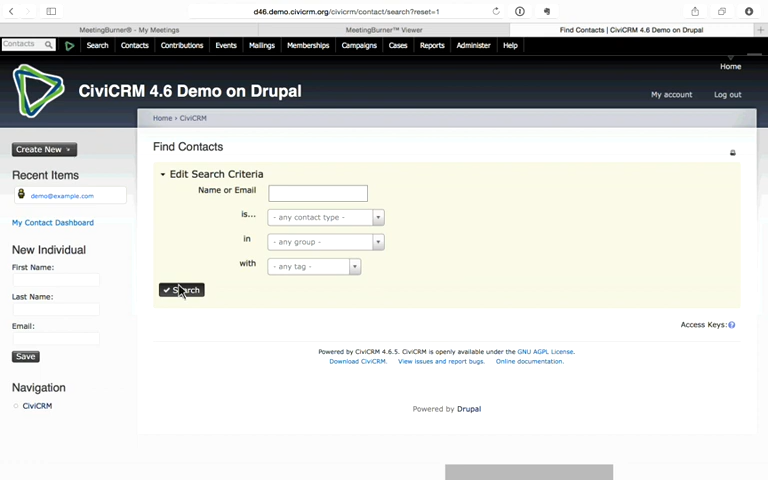 d46.demo.civicrm.org/civicrm/contact/search?reset=1
MeetingBurner® - My Meetings
MeetingBurner™ Viewer
Find Contacts | CiviCRM 4.6 Demo on Drupal
Contacts
Search Contacts Contributions Events Mailings Memberships Campaigns Cases Reports Administer Help
Home
CiviCRM 4.6 Demo on Drupal
My account Log out
Home › CiviCRM
Create New
Find Contacts
Recent Items
demo@example.com
My Contact Dashboard
New Individual
First Name:
Last Name:
Email:
Save
Navigation
CiviCRM
Edit Search Criteria
Name or Email
is... - any contact type -
in - any group -
with - any tag -
Search
Access Keys: ?
Powered by CiviCRM 4.6.5. CiviCRM is openly available under the GNU AGPL License.
Download CiviCRM. View issues and report bugs. Online documentation.
Powered by Drupal